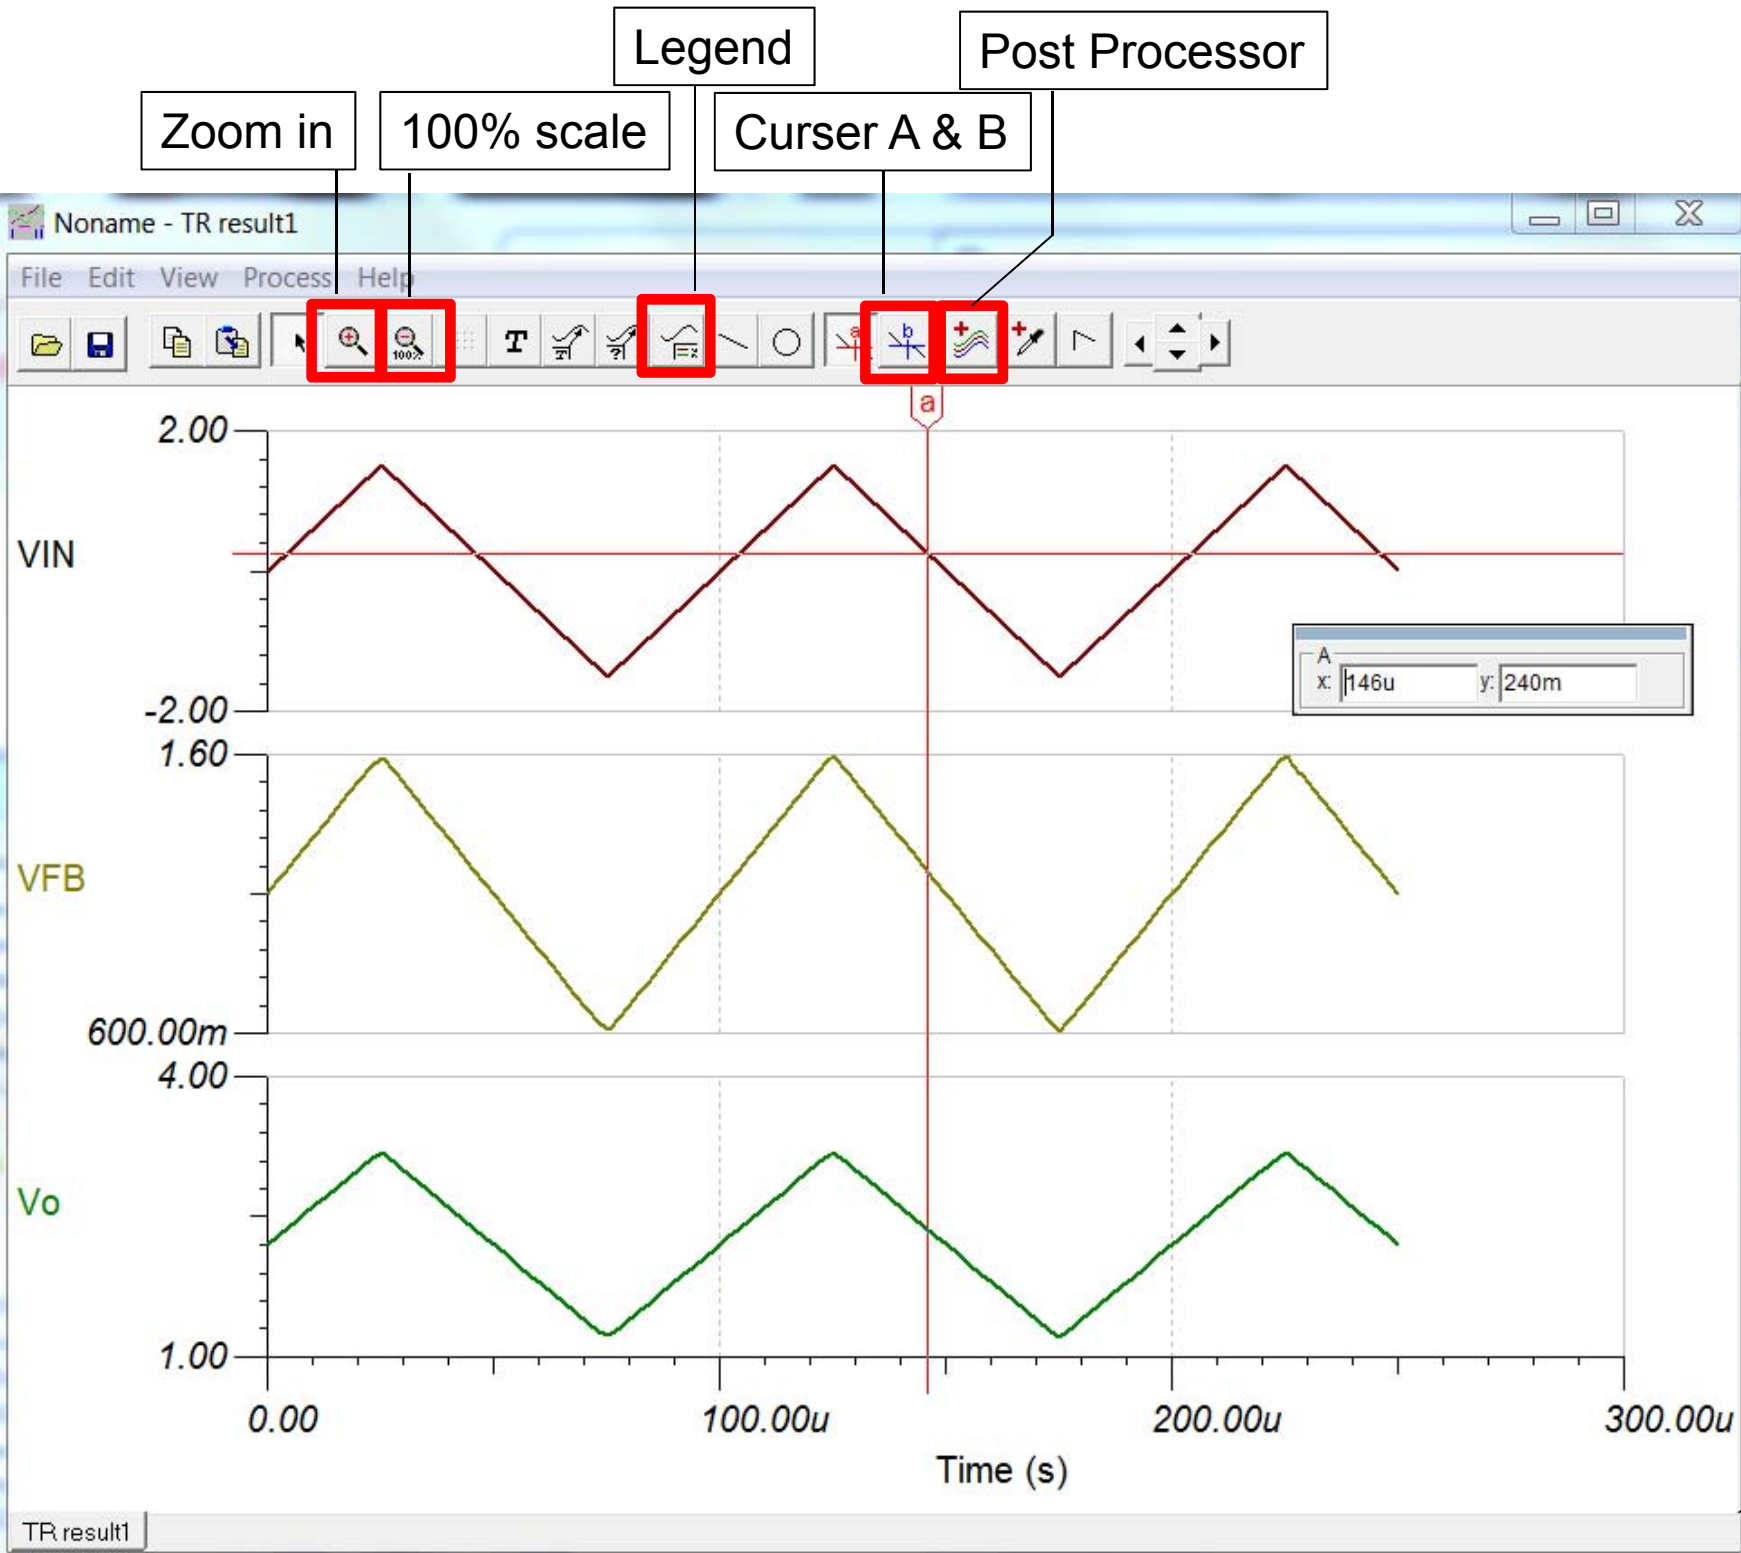 Legend
Post Processor
Zoom in
100% scale
Curser A & B
Noname - TR result1
File Edit View Process Help
100%
T
T
?
=z
a
b
a
2.00
VIN
-2.00
A
x: 146u y: 240m
1.60
VFB
600.00m
4.00
Vo
1.00
0.00 100.00u 200.00u 300.00u
Time (s)
TR result1